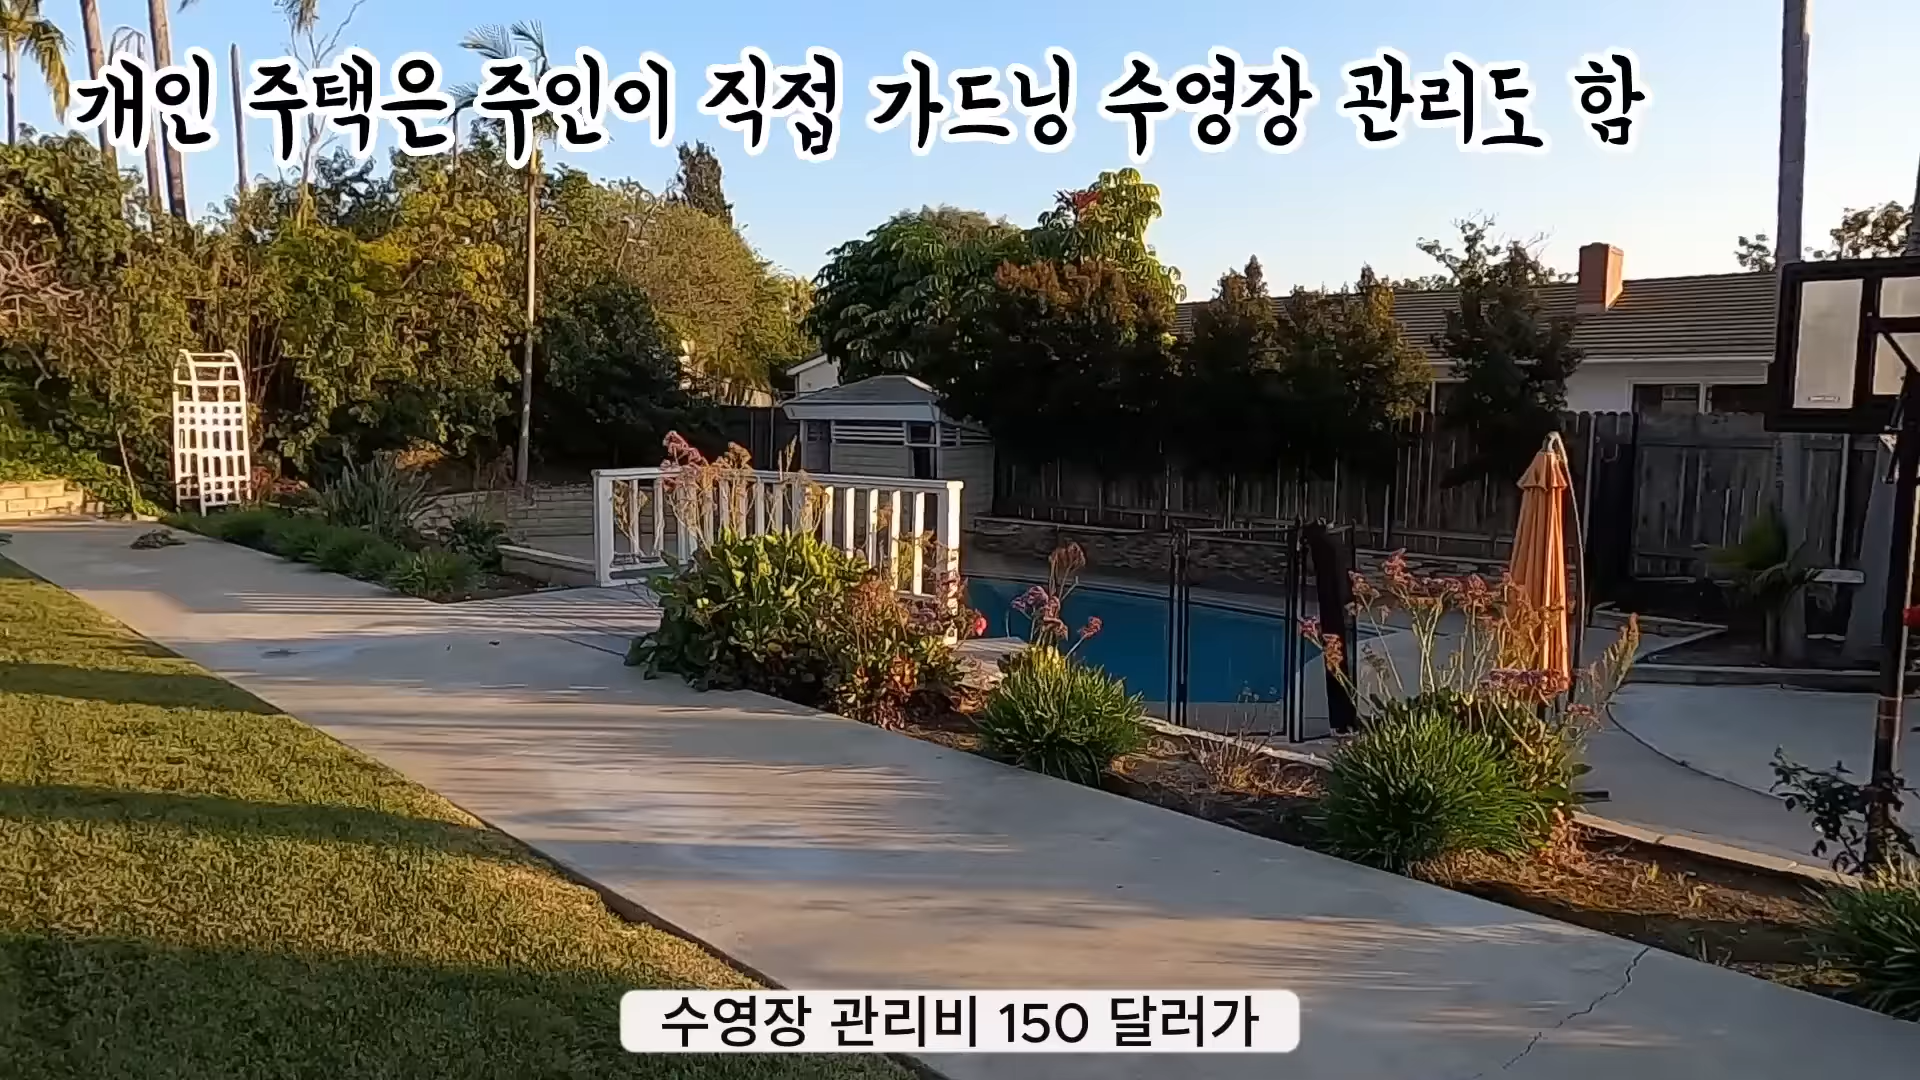 개인 주택은 주인이 직접 가드닝 수영장 관리도 함
수영장 관리비 150 달러가